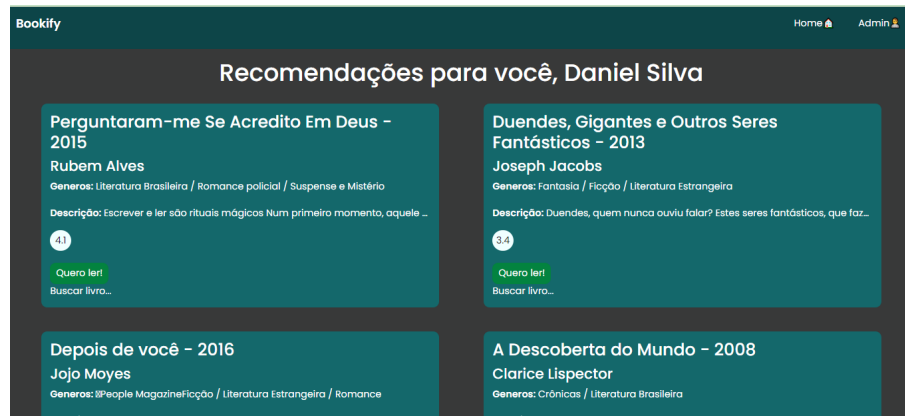 Bookify
Home
Admin
Recomendações para você, Daniel Silva
Perguntaram-me Se Acredito Em Deus -
2015
Rubem Alves
Generos: Literatura Brasileira / Romance policial / Suspense e Mistério
Descrição: Escrever e ler são rituais mágicos Num primeiro momento, aquele ...
4.1
Quero ler!
Buscar livro...
Duendes, Gigantes e Outros Seres
Fantásticos - 2013
Joseph Jacobs
Generos: Fantasia / Ficção / Literatura Estrangeira
Descrição: Duendes, quem nunca ouviu falar? Estes seres fantásticos, que faz...
3.4
Quero ler!
Buscar livro...
Depois de você - 2016
Jojo Moyes
Generos: People MagazineFicção / Literatura Estrangeira / Romance
A Descoberta do Mundo - 2008
Clarice Lispector
Generos: Crônicas / Literatura Brasileira